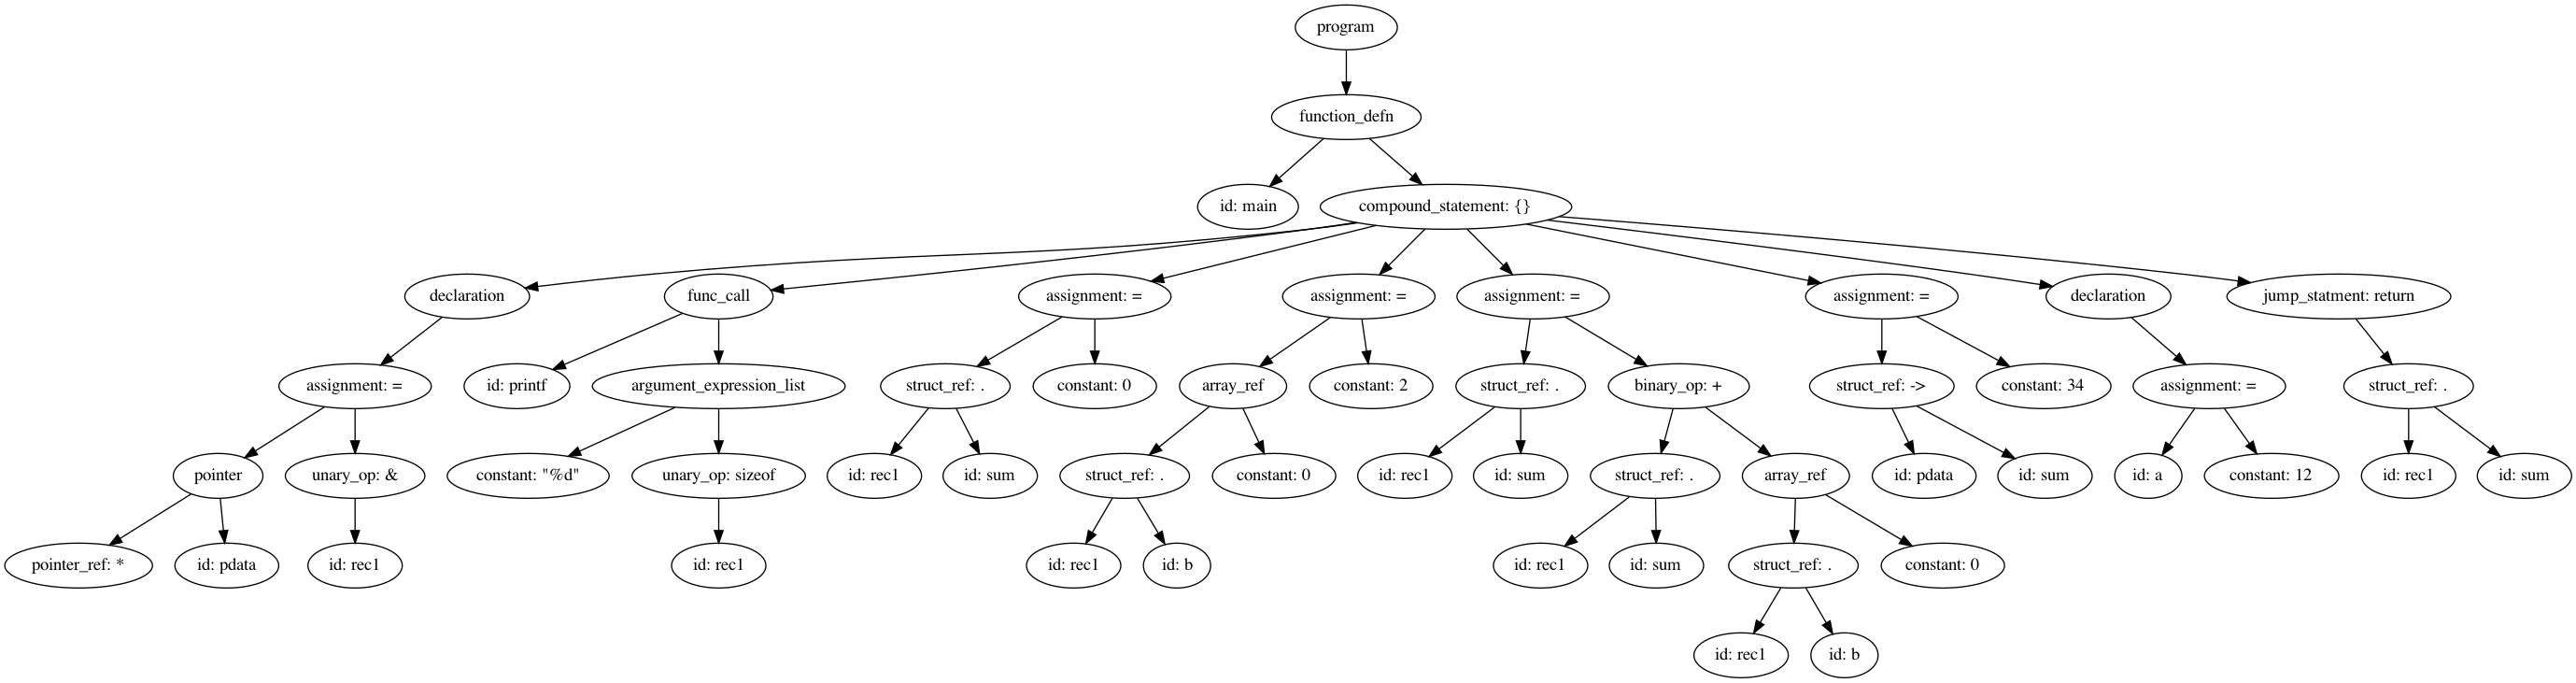 program
function_defn
id: main
compound_statement: {}
declaration
func_call
assignment: =
assignment: =
assignment: =
assignment: =
declaration
jump_statment: return
assignment: =
id: printf
argument_expression_list
struct_ref: .
constant: 0
array_ref
constant: 2
struct_ref: .
binary_op: +
struct_ref: ->
constant: 34
assignment: =
struct_ref: .
pointer
unary_op: &
constant: "%d"
unary_op: sizeof
id: rec1
id: sum
struct_ref: .
constant: 0
id: rec1
id: sum
struct_ref: .
array_ref
id: pdata
id: sum
id: a
constant: 12
id: rec1
id: sum
pointer_ref: *
id: pdata
id: rec1
id: rec1
id: rec1
id: b
id: rec1
id: sum
struct_ref: .
constant: 0
id: rec1
id: b